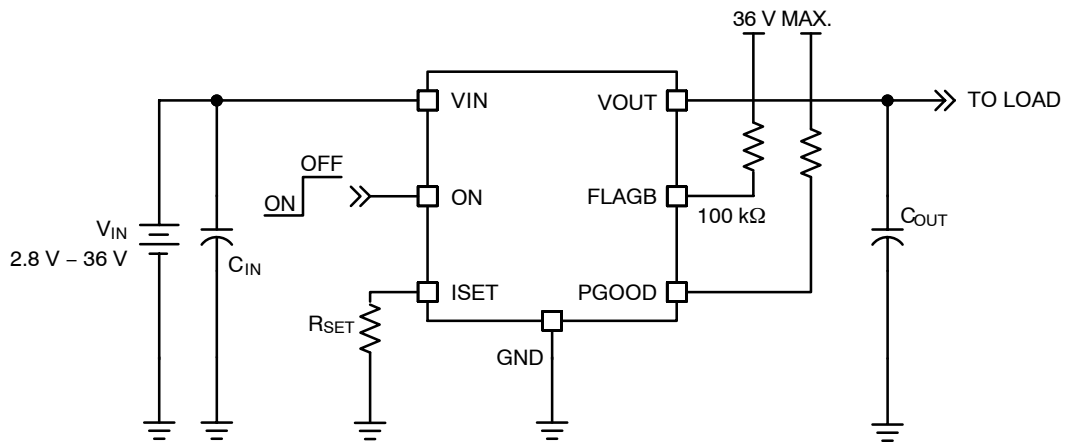 36 V MAX.
VIN
VOUT
TO LOAD
OFF
ON
ON
FLAGB
100 kΩ
VIN
2.8 V – 36 V
CIN
COUT
ISET
PGOOD
RSET
GND